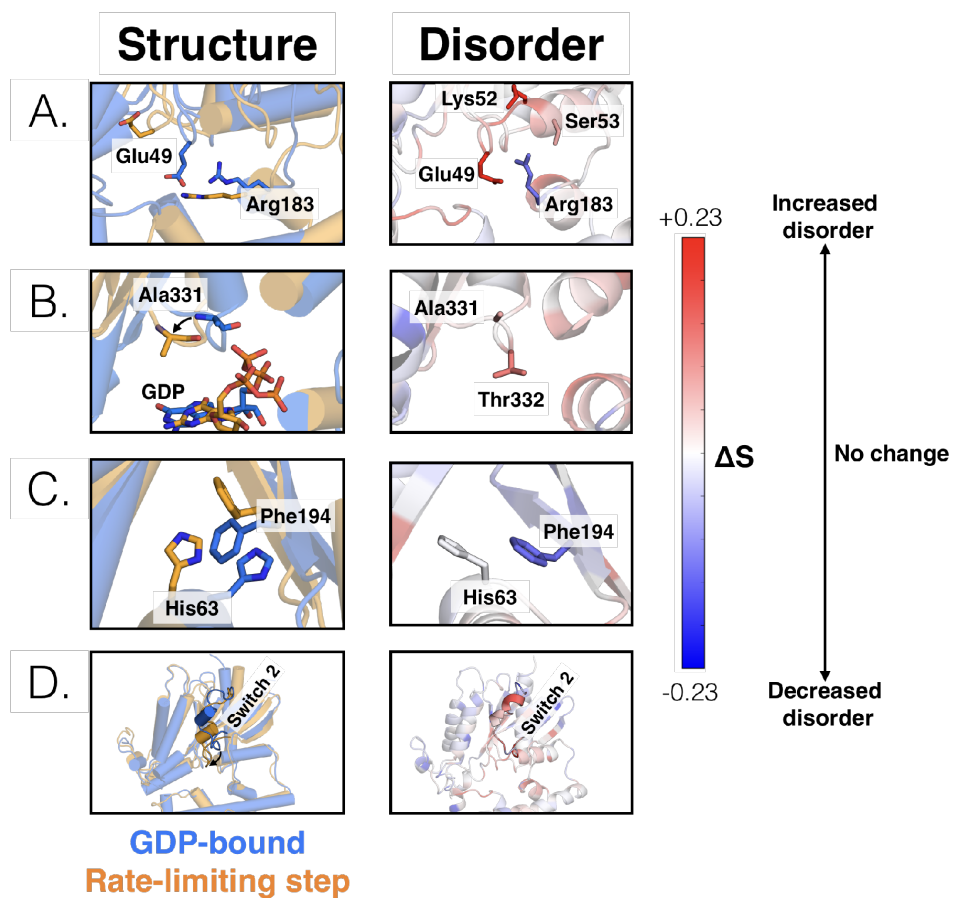 Structure
Disorder
A.
Glu49
Arg183
Lys52
Ser53
Glu49
Arg183
B.
Ala331
GDP
Ala331
Thr332
C.
Phe194
His63
Phe194
His63
D.
Switch 2
Switch 2
GDP-bound
Rate-limiting step
+0.23
ΔS
-0.23
Increased
disorder
No change
Decreased
disorder